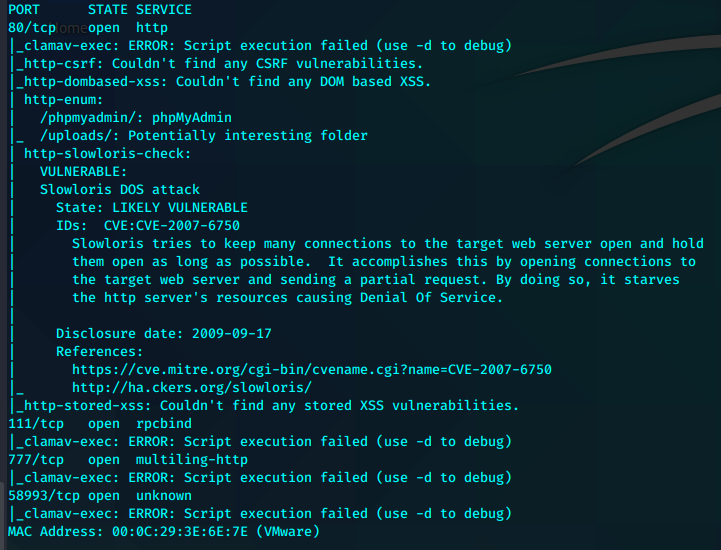 PORT      STATE SERVICE
80/tcp    open  http
|_clamav-exec: ERROR: Script execution failed (use -d to debug)
|_http-csrf: Couldn't find any CSRF vulnerabilities.
|_http-dombased-xss: Couldn't find any DOM based XSS.
| http-enum:
|   /phpmyadmin/: phpMyAdmin
|_  /uploads/: Potentially interesting folder
| http-slowloris-check:
|   VULNERABLE:
|   Slowloris DOS attack
|     State: LIKELY VULNERABLE
|     IDs:  CVE:CVE-2007-6750
|       Slowloris tries to keep many connections to the target web server open and hold
|       them open as long as possible.  It accomplishes this by opening connections to
|       the target web server and sending a partial request. By doing so, it starves
|       the http server's resources causing Denial Of Service.
|
|     Disclosure date: 2009-09-17
|     References:
|       https://cve.mitre.org/cgi-bin/cvename.cgi?name=CVE-2007-6750
|_      http://ha.ckers.org/slowloris/
|_http-stored-xss: Couldn't find any stored XSS vulnerabilities.
111/tcp   open  rpcbind
|_clamav-exec: ERROR: Script execution failed (use -d to debug)
777/tcp   open  multiling-http
|_clamav-exec: ERROR: Script execution failed (use -d to debug)
58993/tcp open  unknown
|_clamav-exec: ERROR: Script execution failed (use -d to debug)
MAC Address: 00:0C:29:3E:6E:7E (VMware)
Home